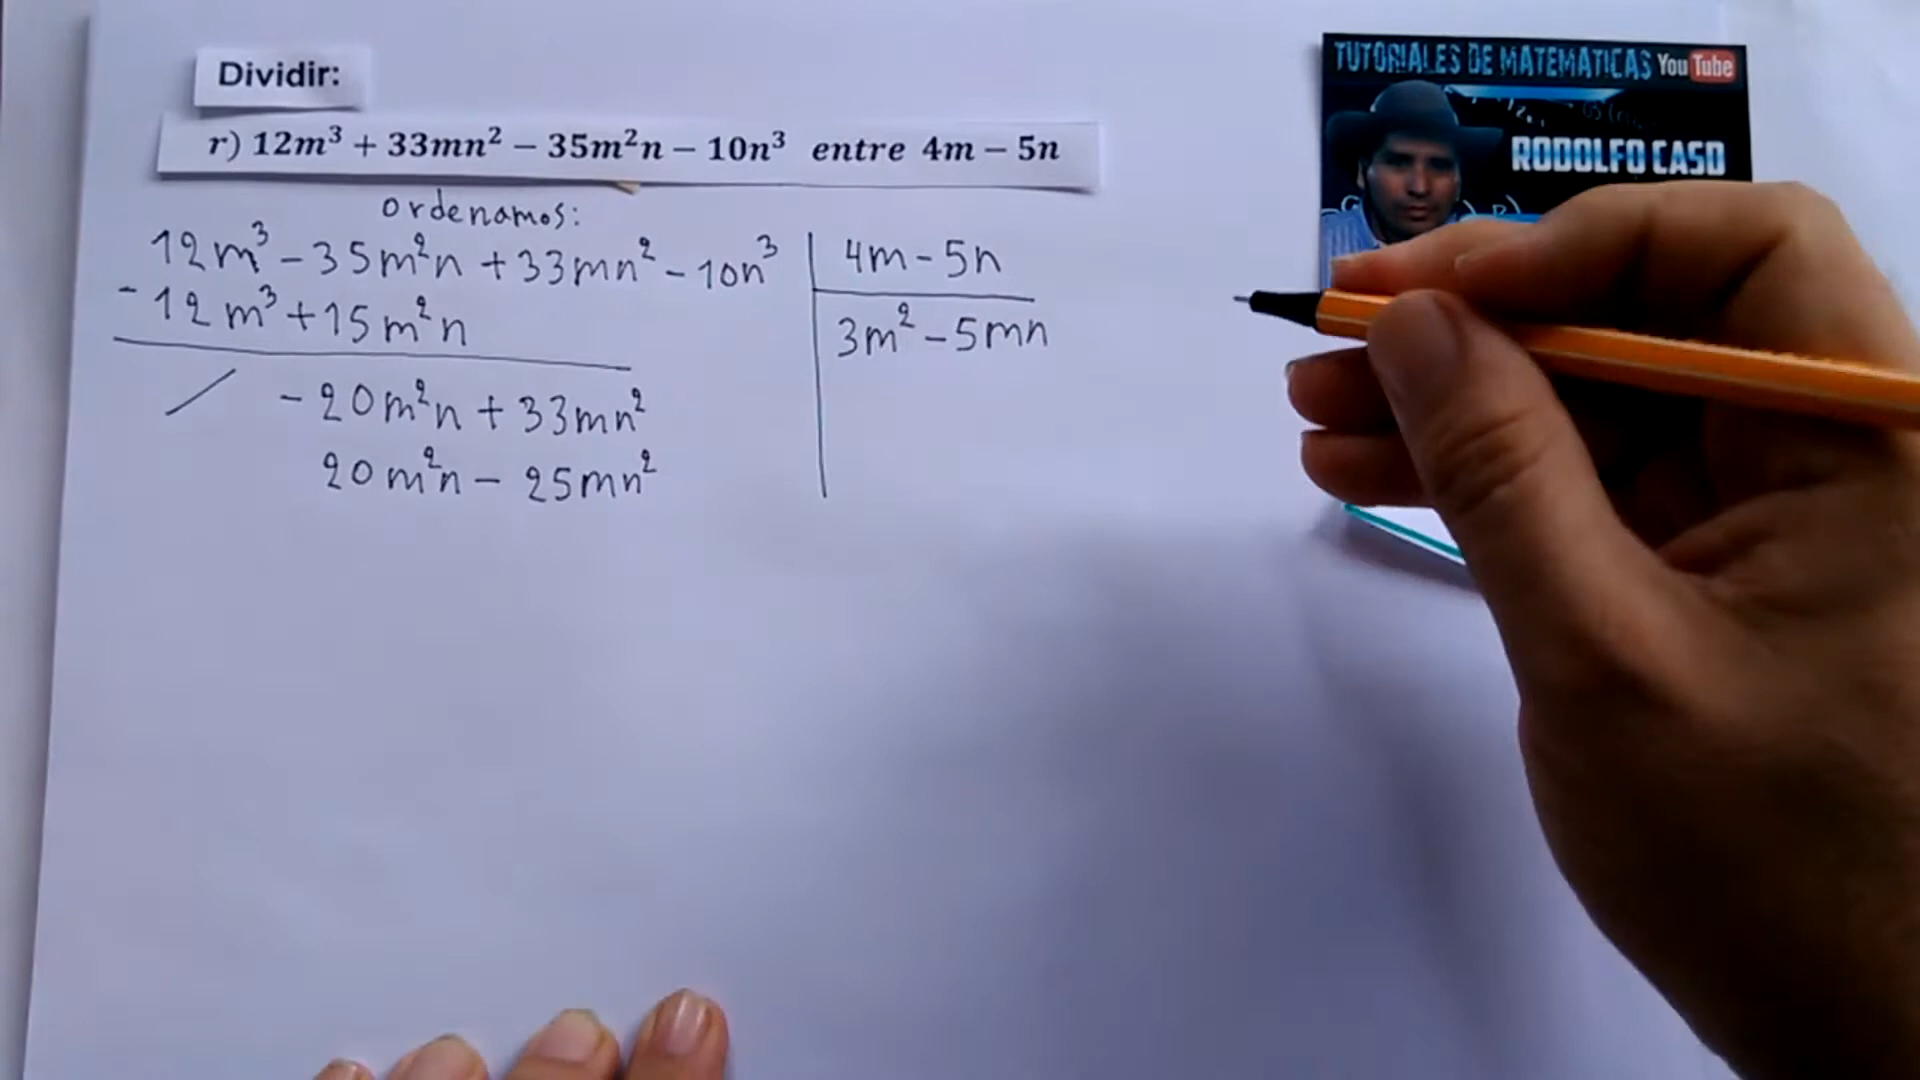 Dividir:
r) 12m³ + 33mn² − 35m²n − 10n³ entre 4m − 5n
ordenamos:
12m³ - 35m²n + 33mn² - 10n³
4m - 5n
- 12m³ + 15m²n
3m² - 5mn
- 20m²n + 33mn²
20m²n - 25mn²
TUTORIALES DE MATEMATICAS YouTube
RODOLFO CASO